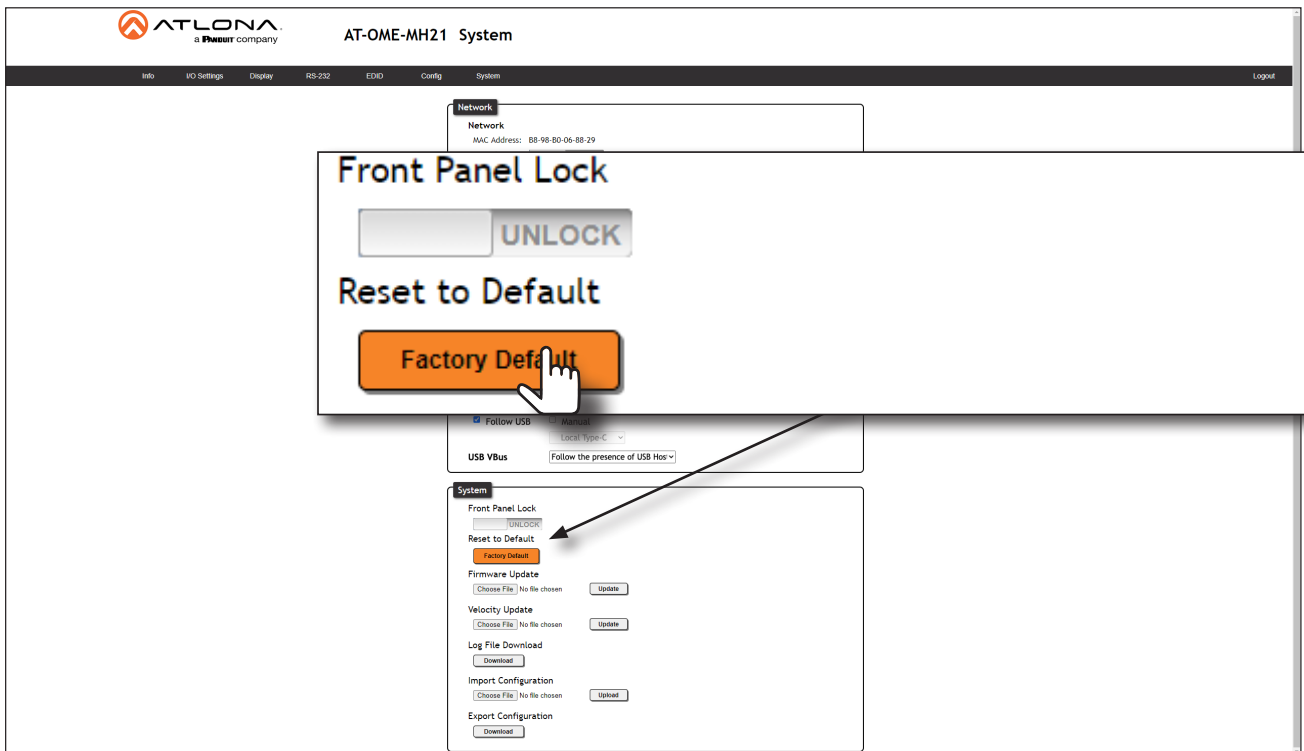 ATLONA.
a PANDUIT company
AT-OME-MH21 System
Info I/O Settings Display RS-232 EDID Config System Logout
Network
Network
MAC Address: B8-98-B0-06-88-29
Front Panel Lock
UNLOCK
Reset to Default
Factory Default
Follow USB Manual
Local Type-C
USB VBus Follow the presence of USB Hos
System
Front Panel Lock
UNLOCK
Reset to Default
Factory Default
Firmware Update
Choose File No file chosen Update
Velocity Update
Choose File No file chosen Update
Log File Download
Download
Import Configuration
Choose File No file chosen Upload
Export Configuration
Download